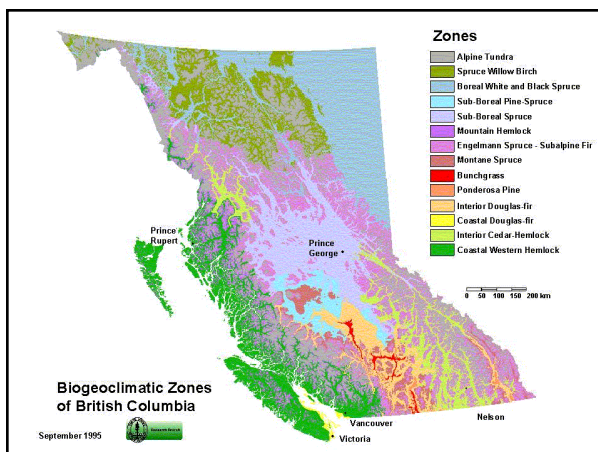 Zones
Alpine Tundra
Spruce Willow Birch
Boreal White and Black Spruce
Sub-Boreal Pine-Spruce
Sub-Boreal Spruce
Mountain Hemlock
Engelmann Spruce - Subalpine Fir
Montane Spruce
Bunchgrass
Ponderosa Pine
Interior Douglas-fir
Coastal Douglas-fir
Interior Cedar-Hemlock
Coastal Western Hemlock
Prince
Rupert
Prince
George
0 50 100 150 200 km
Biogeoclimatic Zones
of British Columbia
Vancouver
Nelson
Victoria
September 1995